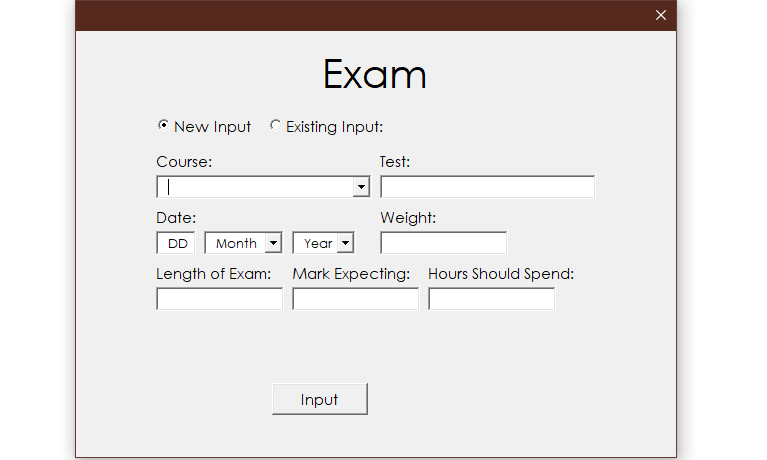 Exam
New Input Existing Input:
Course: Test:
Date: Weight:
DD Month Year
Length of Exam: Mark Expecting: Hours Should Spend:
Input